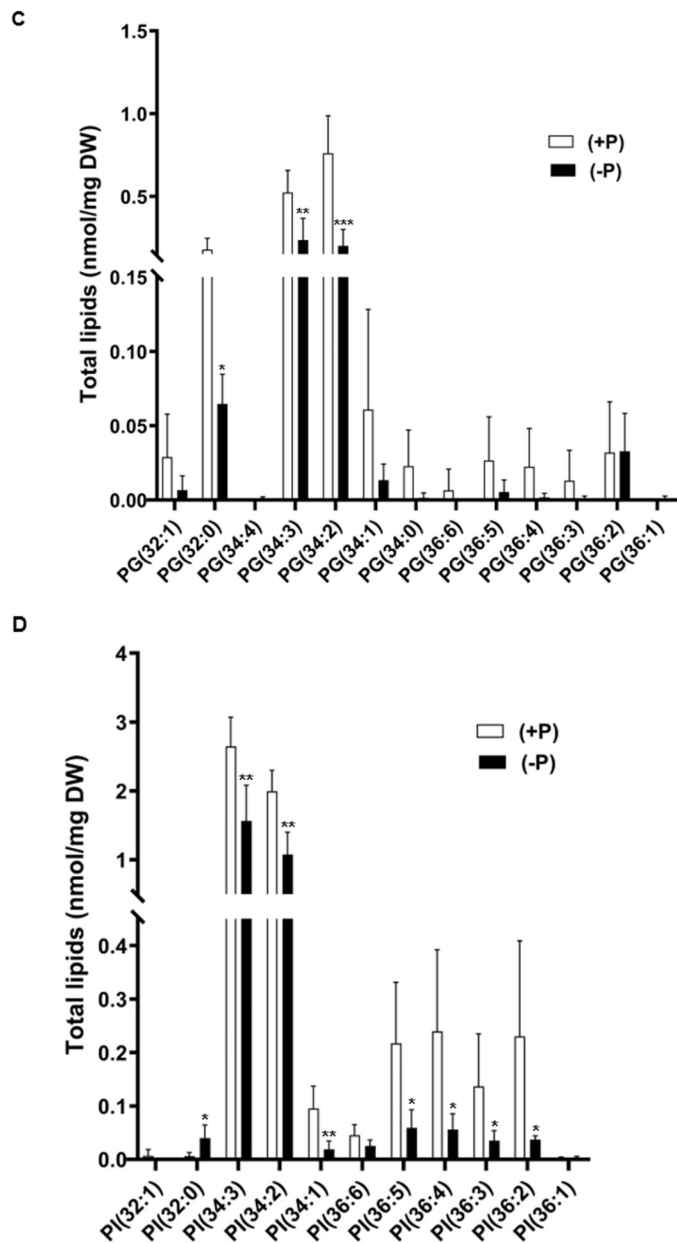 C
Total lipids (nmol/mg DW)
1.5
1.0
0.5
0.15
0.10
0.05
0.00
(+P)
(-P)
*
**
***
PG(32:1)
PG(32:0)
PG(34:4)
PG(34:3)
PG(34:2)
PG(34:1)
PG(34:0)
PG(36:6)
PG(36:5)
PG(36:4)
PG(36:3)
PG(36:2)
PG(36:1)
D
Total lipids (nmol/mg DW)
4
3
2
1
0.4
0.3
0.2
0.1
0.0
(+P)
(-P)
*
**
**
**
*
*
*
*
PI(32:1)
PI(32:0)
PI(34:3)
PI(34:2)
PI(34:1)
PI(36:6)
PI(36:5)
PI(36:4)
PI(36:3)
PI(36:2)
PI(36:1)